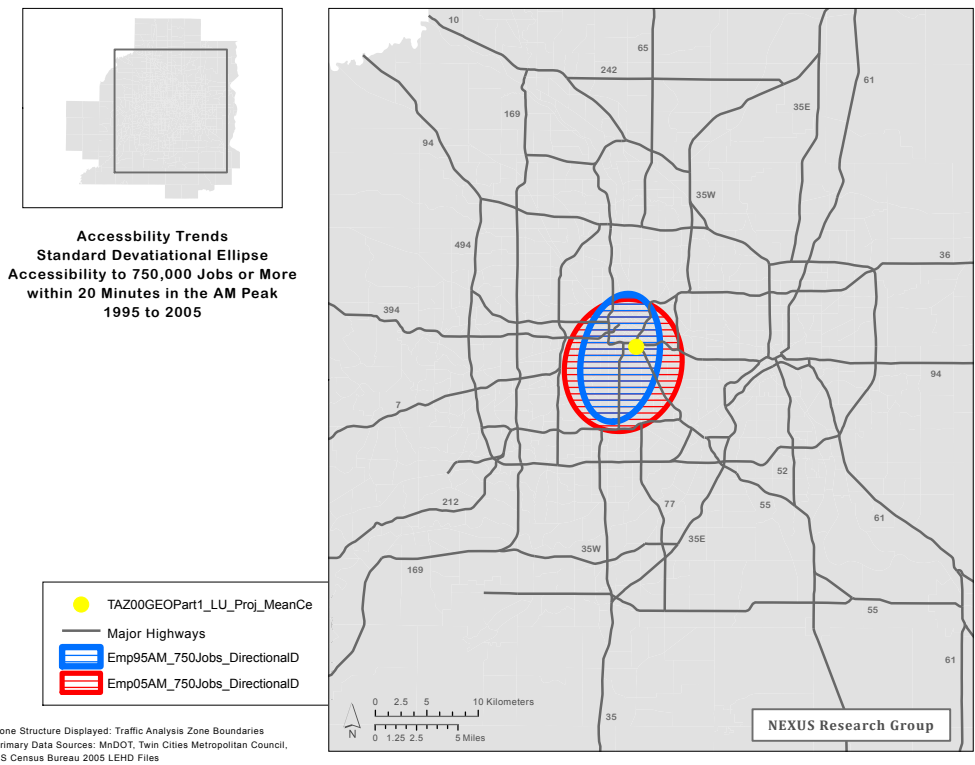 Accessbility Trends
Standard Devatiational Ellipse
Accessibility to 750,000 Jobs or More
within 20 Minutes in the AM Peak
1995 to 2005
TAZ00GEOPart1_LU_Proj_MeanCe
Major Highways
Emp95AM_750Jobs_DirectionalD
Emp05AM_750Jobs_DirectionalD
one Structure Displayed: Traffic Analysis Zone Boundaries
rimary Data Sources: MnDOT, Twin Cities Metropolitan Council,
S Census Bureau 2005 LEHD Files
10
65
242
61
35E
169
94
35W
494
36
394
94
7
52
212
77
55
61
35W
35E
169
55
61
35
0 2.5 5 10 Kilometers
0 1.25 2.5 5 Miles
N
NEXUS Research Group